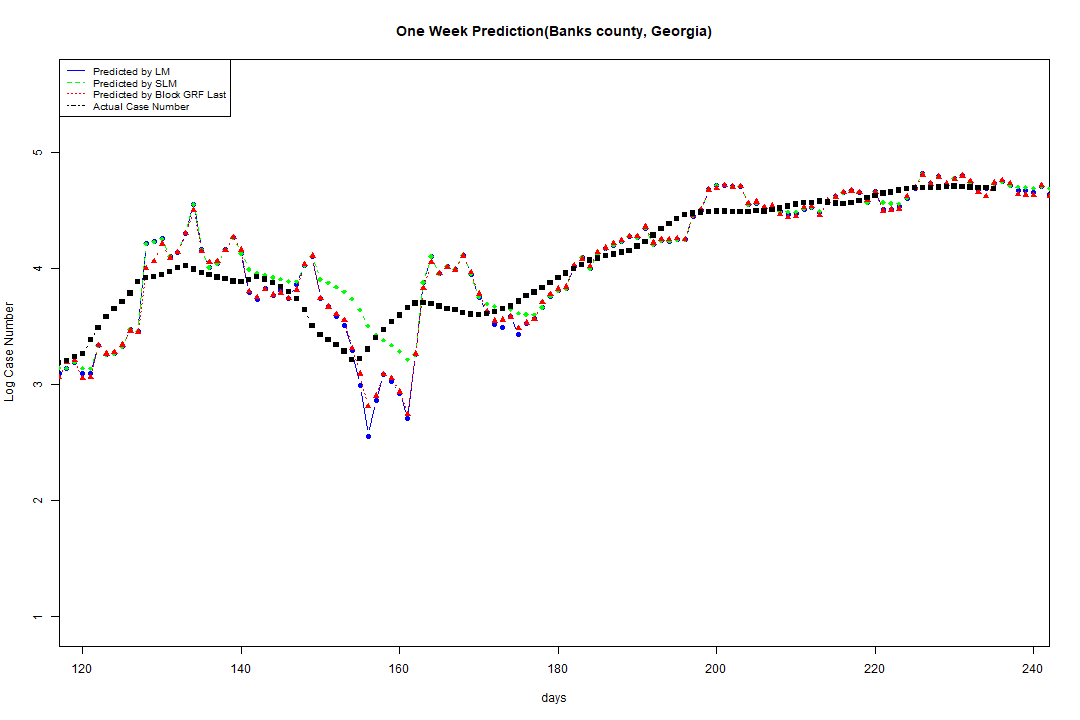 One Week Prediction(Banks county, Georgia)
Predicted by LM
Predicted by SLM
Predicted by Block GRF Last
Actual Case Number
5
4
3
2
1
Log Case Number
120 140 160 180 200 220 240
days